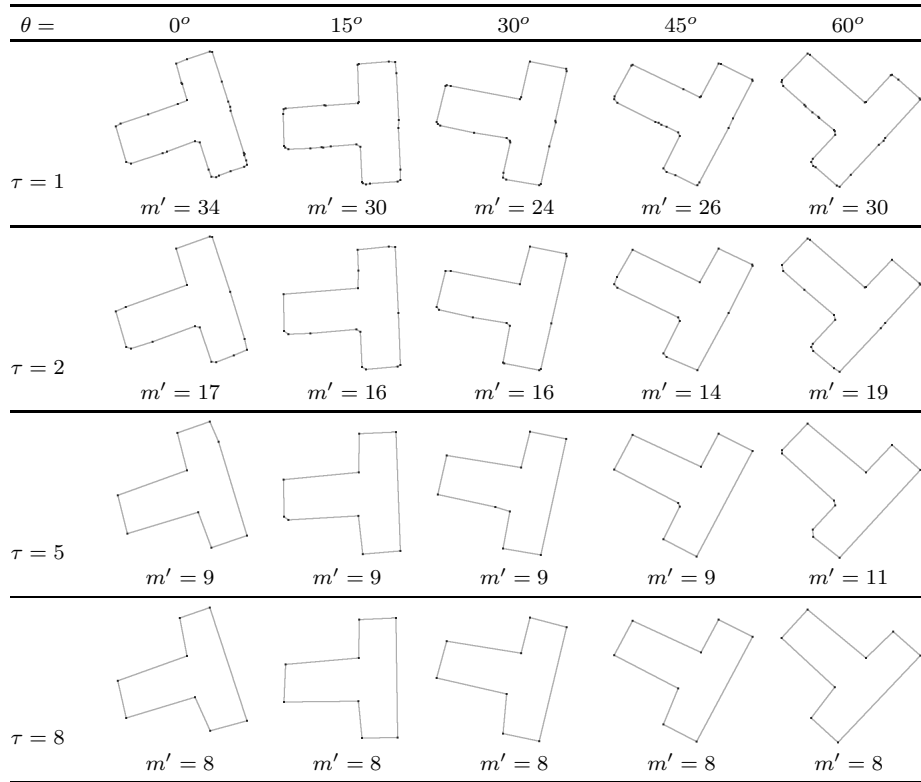 θ = 0° 15° 30° 45° 60°
τ = 1
m′ = 34 m′ = 30 m′ = 24 m′ = 26 m′ = 30
τ = 2
m′ = 17 m′ = 16 m′ = 16 m′ = 14 m′ = 19
τ = 5
m′ = 9 m′ = 9 m′ = 9 m′ = 9 m′ = 11
τ = 8
m′ = 8 m′ = 8 m′ = 8 m′ = 8 m′ = 8